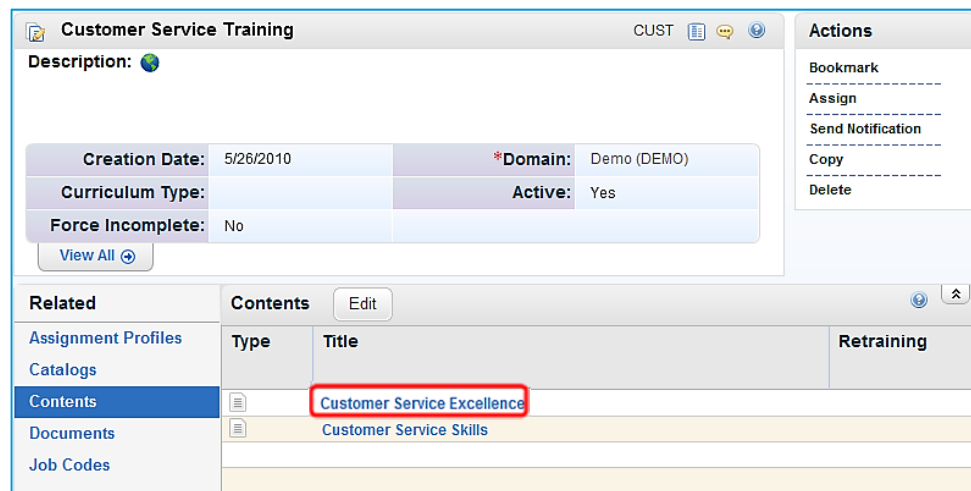 Customer Service Training CUST
Description:
Creation Date: 5/26/2010 *Domain: Demo (DEMO)
Curriculum Type: Active: Yes
Force Incomplete: No
View All
Actions
Bookmark
Assign
Send Notification
Copy
Delete
Related
Assignment Profiles
Catalogs
Contents
Documents
Job Codes
Contents Edit
Type Title Retraining
Customer Service Excellence
Customer Service Skills